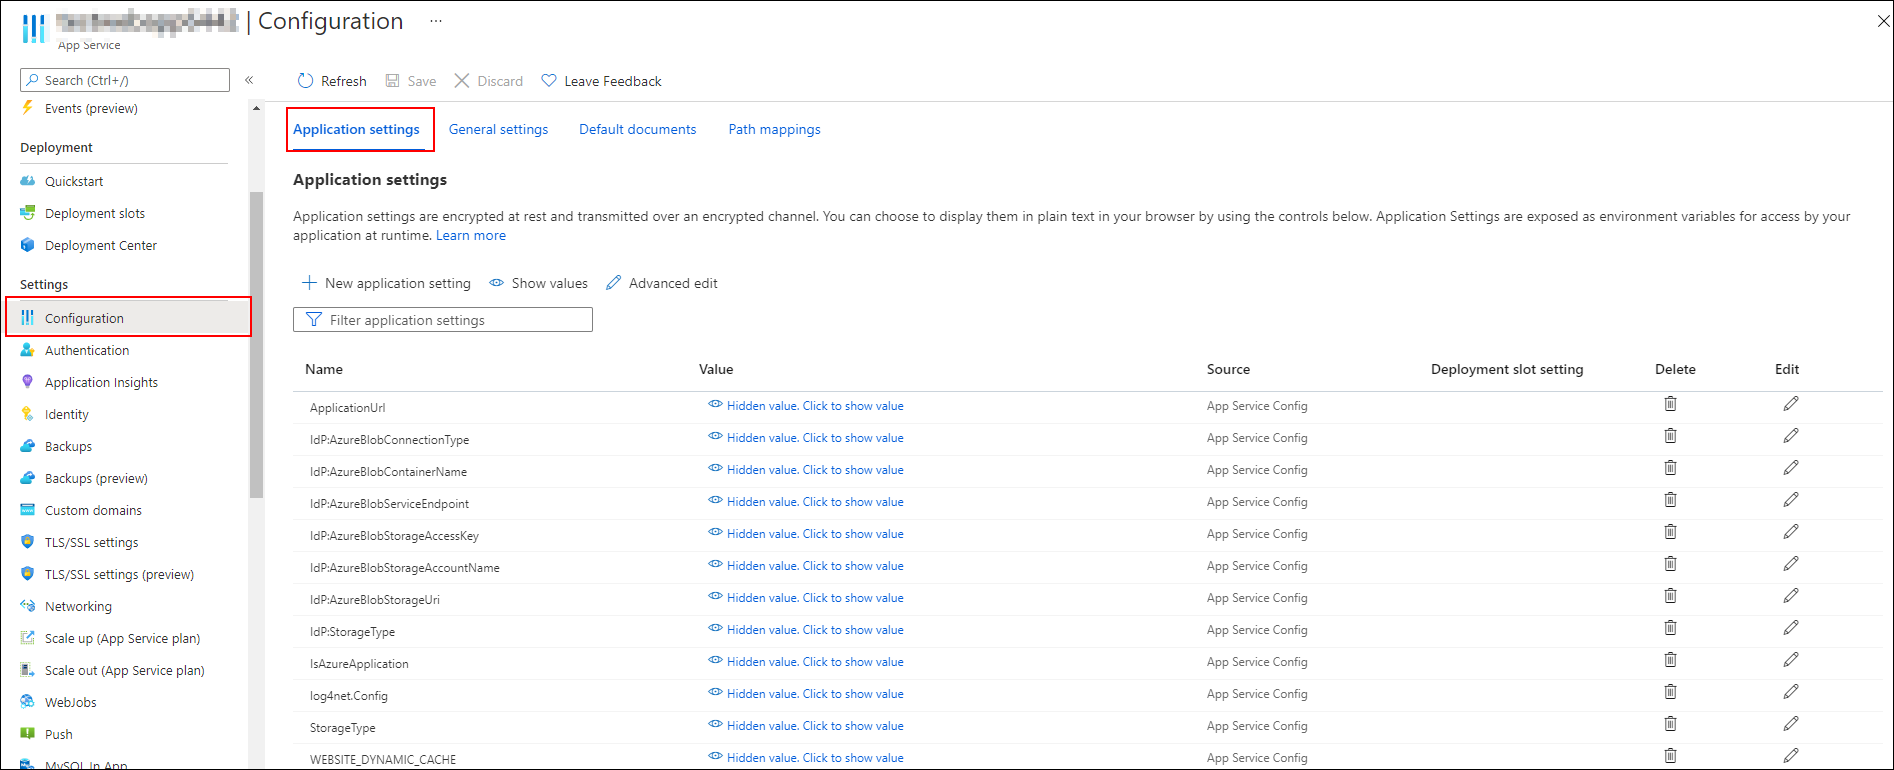 | Configuration ...
App Service
Search (Ctrl+/)
«
Refresh
Save
Discard
Leave Feedback
Events (preview)
Deployment
Quickstart
Deployment slots
Deployment Center
Settings
Configuration
Authentication
Application Insights
Identity
Backups
Backups (preview)
Custom domains
TLS/SSL settings
TLS/SSL settings (preview)
Networking
Scale up (App Service plan)
Scale out (App Service plan)
WebJobs
Push
MySQL In App
Application settings
General settings
Default documents
Path mappings
Application settings
Application settings are encrypted at rest and transmitted over an encrypted channel. You can choose to display them in plain text in your browser by using the controls below. Application Settings are exposed as environment variables for access by your
application at runtime. Learn more
New application setting
Show values
Advanced edit
Filter application settings
Name Value Source Deployment slot setting Delete Edit
ApplicationUrl Hidden value. Click to show value App Service Config
IdP:AzureBlobConnectionType Hidden value. Click to show value App Service Config
IdP:AzureBlobContainerName Hidden value. Click to show value App Service Config
IdP:AzureBlobServiceEndpoint Hidden value. Click to show value App Service Config
IdP:AzureBlobStorageAccessKey Hidden value. Click to show value App Service Config
IdP:AzureBlobStorageAccountName Hidden value. Click to show value App Service Config
IdP:AzureBlobStorageUri Hidden value. Click to show value App Service Config
IdP:StorageType Hidden value. Click to show value App Service Config
IsAzureApplication Hidden value. Click to show value App Service Config
log4net.Config Hidden value. Click to show value App Service Config
StorageType Hidden value. Click to show value App Service Config
WEBSITE_DYNAMIC_CACHE Hidden value. Click to show value App Service Config